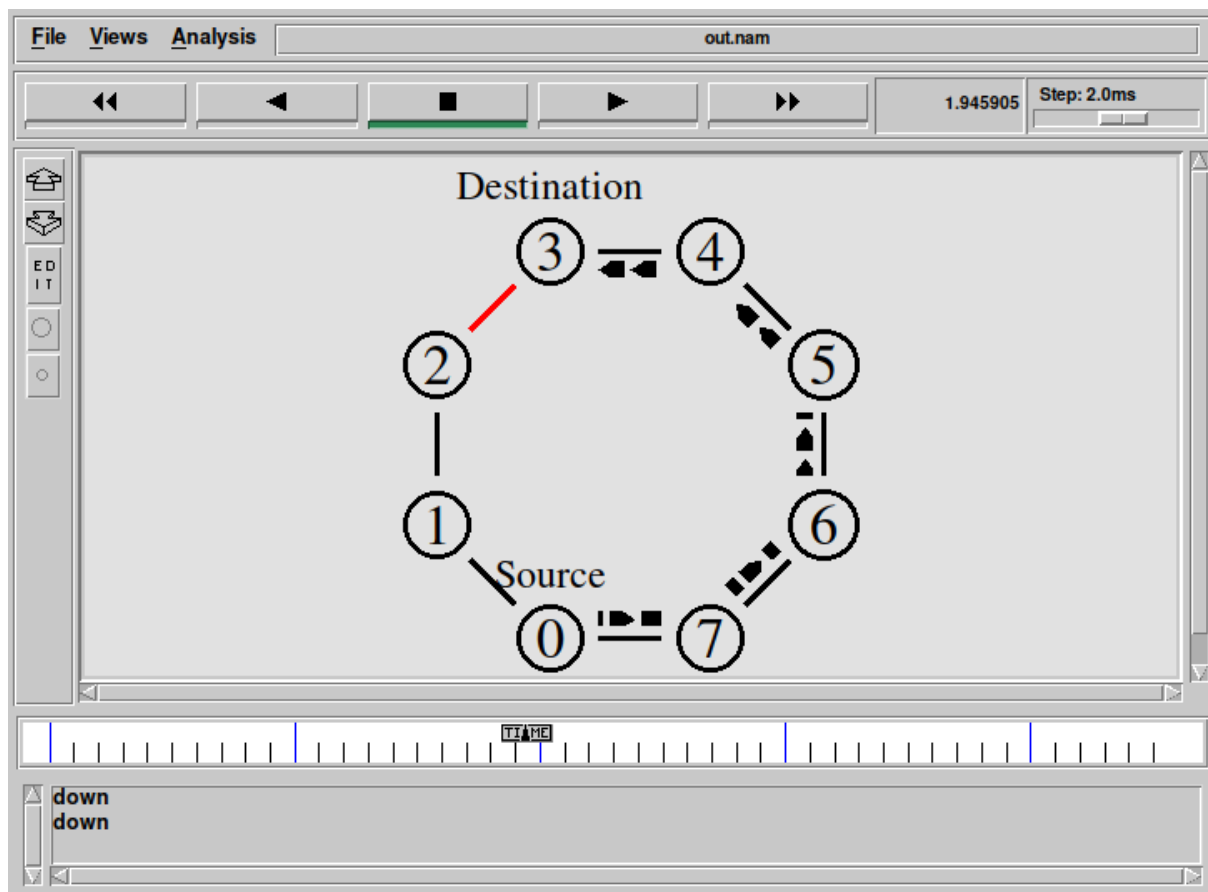 File Views Analysis out.nam
1.945905 Step: 2.0ms
E D
I T
Destination
3 4
2 5
1 6
Source
0 7
TIME
down
down